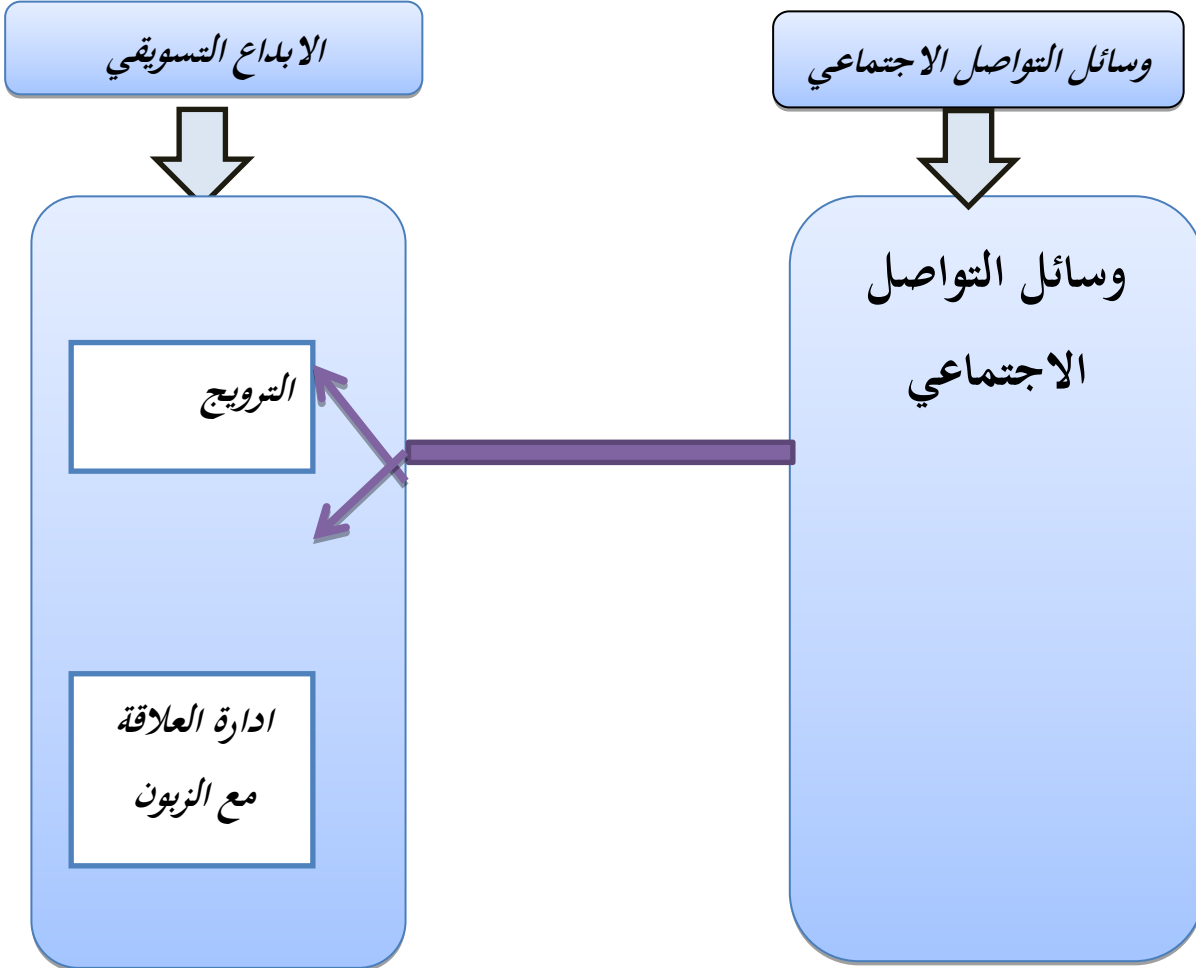 وسائل التواصل الاجتماعي
الابداع التسويقي
وسائل التواصل
الاجتماعي
الترويج
ادارة العلاقة
مع الزبون